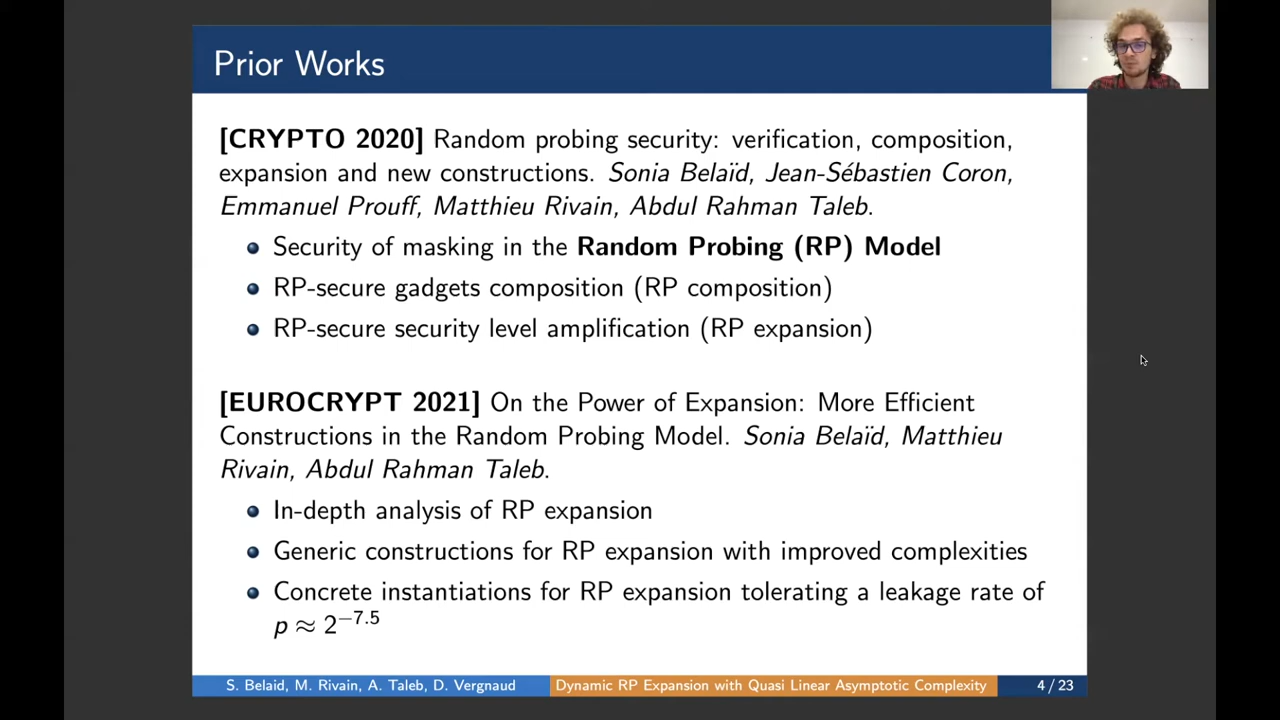 Prior Works
[CRYPTO 2020] Random probing security: verification, composition,
expansion and new constructions. Sonia Belaïd, Jean-Sébastien Coron,
Emmanuel Prouff, Matthieu Rivain, Abdul Rahman Taleb.
Security of masking in the Random Probing (RP) Model
RP-secure gadgets composition (RP composition)
RP-secure security level amplification (RP expansion)
[EUROCRYPT 2021] On the Power of Expansion: More Efficient
Constructions in the Random Probing Model. Sonia Belaïd, Matthieu
Rivain, Abdul Rahman Taleb.
In-depth analysis of RP expansion
Generic constructions for RP expansion with improved complexities
Concrete instantiations for RP expansion tolerating a leakage rate of
p ≈ 2^−7.5
S. Belaid, M. Rivain, A. Taleb, D. Vergnaud Dynamic RP Expansion with Quasi Linear Asymptotic Complexity 4 / 23